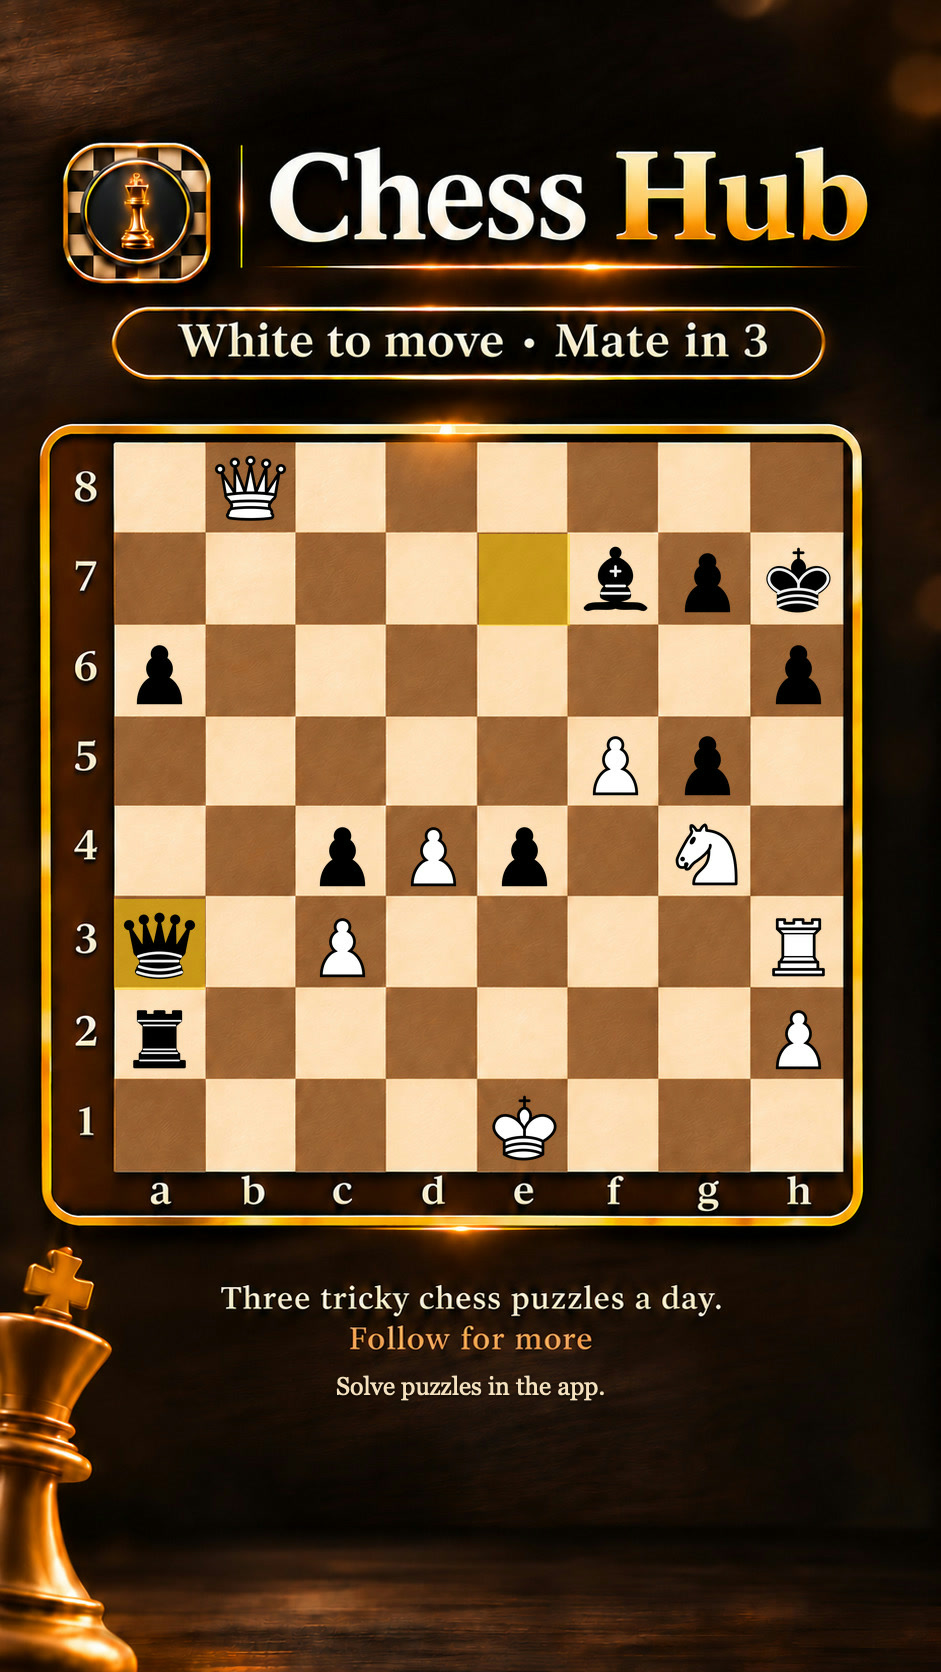 Chess Hub
White to move • Mate in 3
8
7
6
5
4
3
2
1
a b c d e f g h
Three tricky chess puzzles a day.
Follow for more
Solve puzzles in the app.